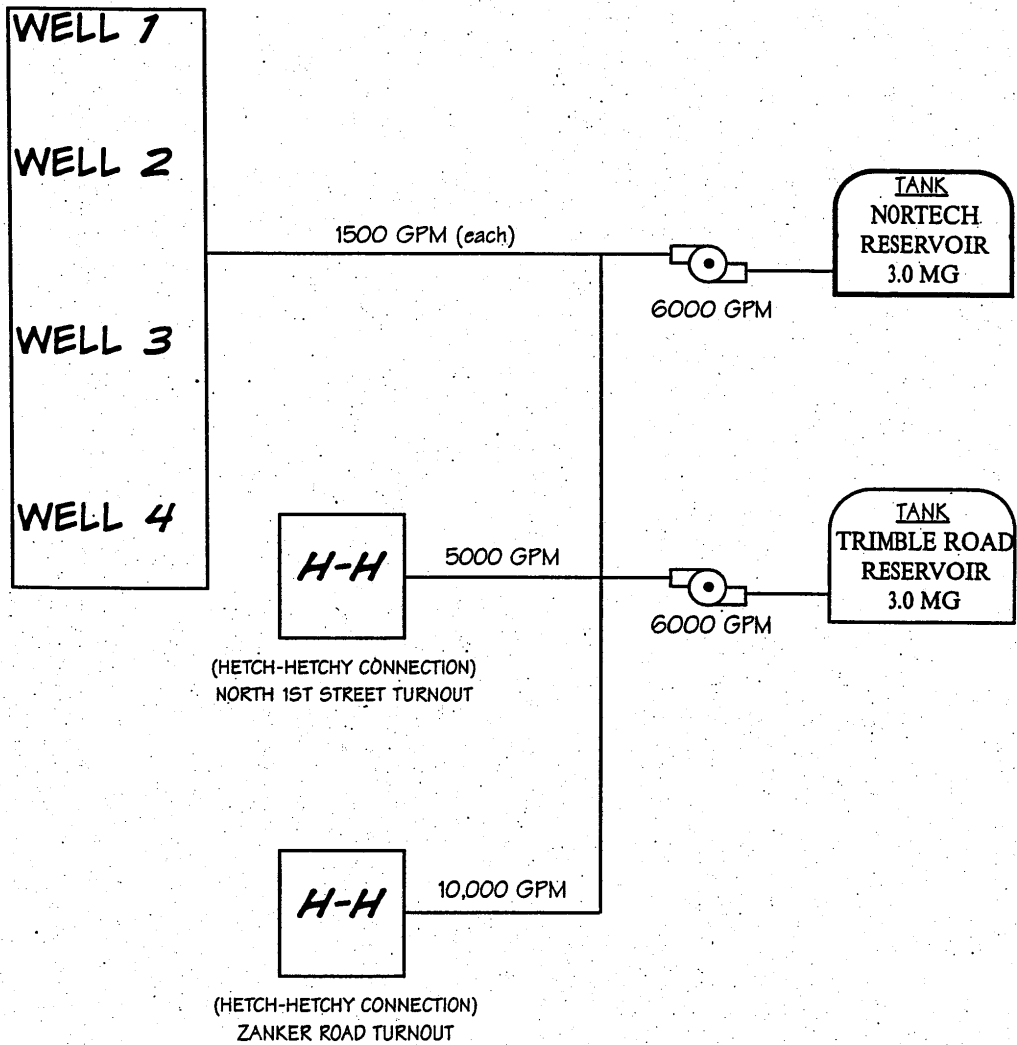 WELL 1
WELL 2
WELL 3
WELL 4
1500 GPM (each)
6000 GPM
TANK
NORTECH
RESERVOIR
3.0 MG
H-H
5000 GPM
(HETCH-HETCHY CONNECTION)
NORTH 1ST STREET TURNOUT
6000 GPM
TANK
TRIMBLE ROAD
RESERVOIR
3.0 MG
H-H
10,000 GPM
(HETCH-HETCHY CONNECTION)
ZANKER ROAD TURNOUT